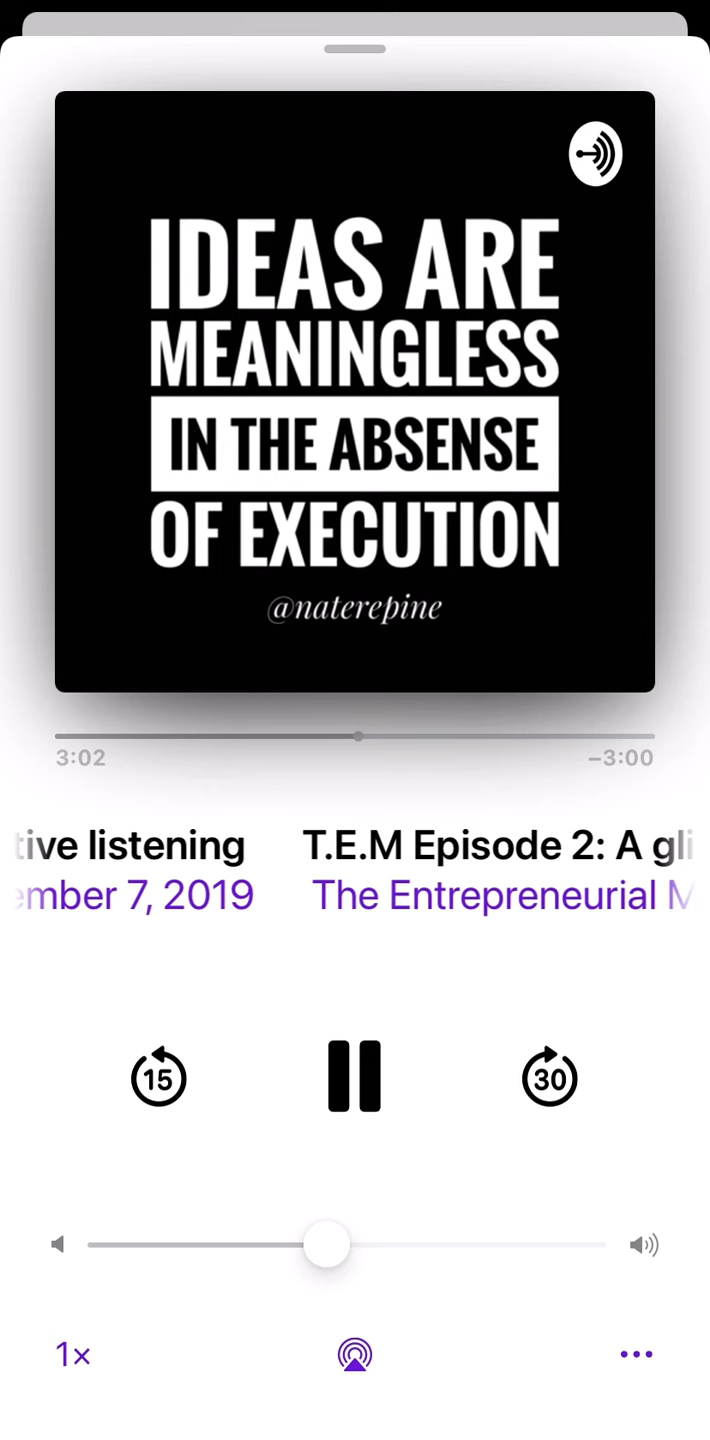 IDEAS ARE
MEANINGLESS
IN THE ABSENSE
OF EXECUTION
@naterepine
3:02 –3:00
tive listening T.E.M Episode 2: A gli
ember 7, 2019 The Entrepreneurial M
15 30
1×